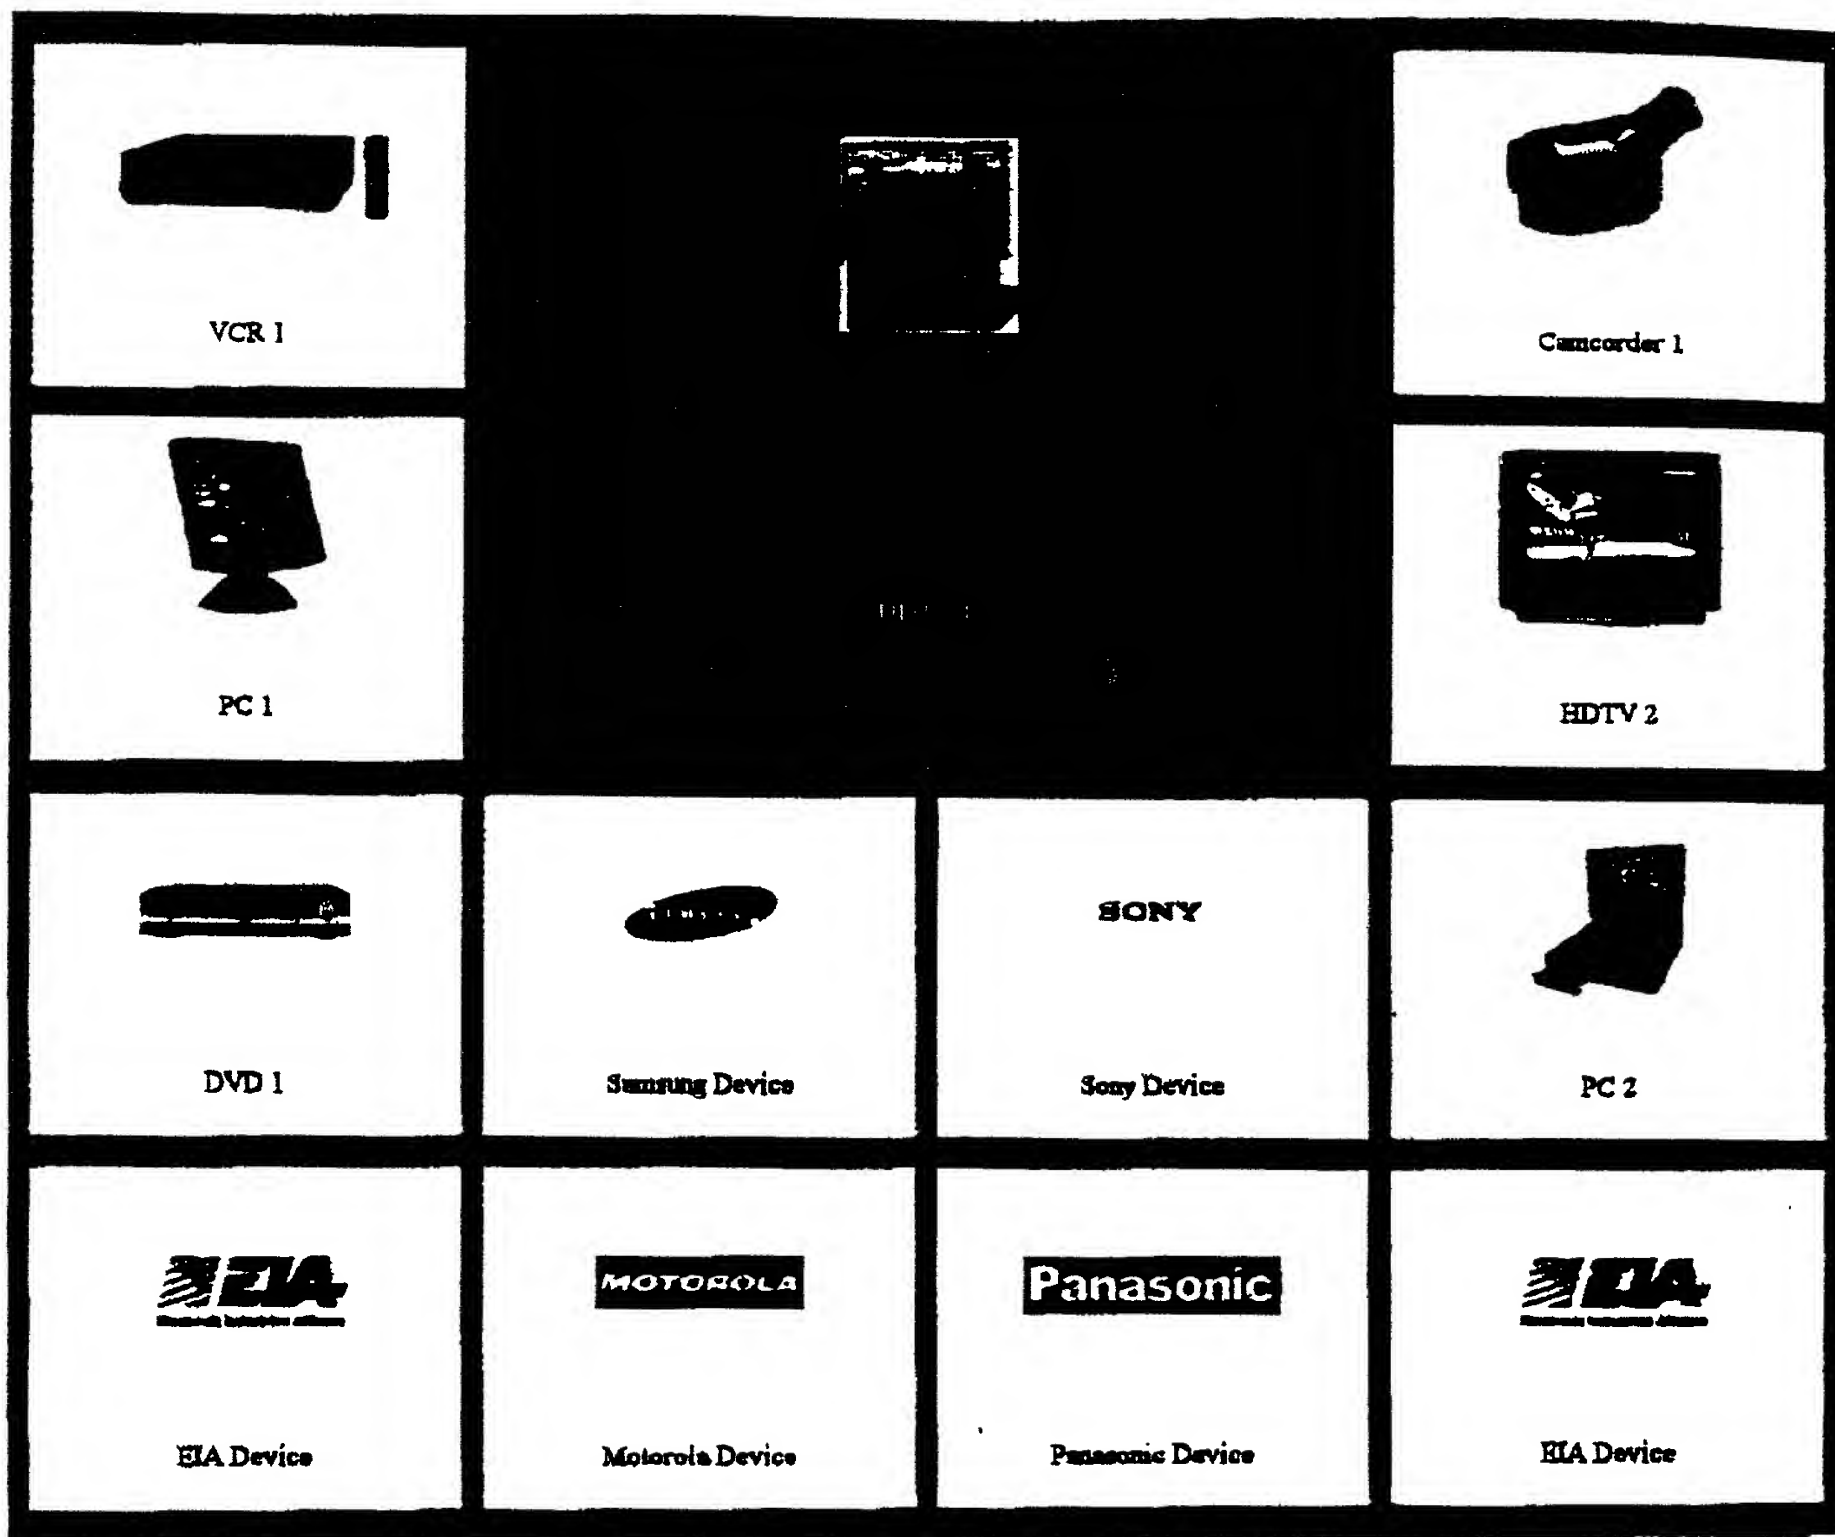 VCR 1
Camcorder 1
PC 1
HDTV 2
DVD 1
Samsung Device
SONY
Sony Device
PC 2
EIA
EIA Device
MOTOROLA
Motorola Device
Panasonic
Panasonic Device
EIA
EIA Device